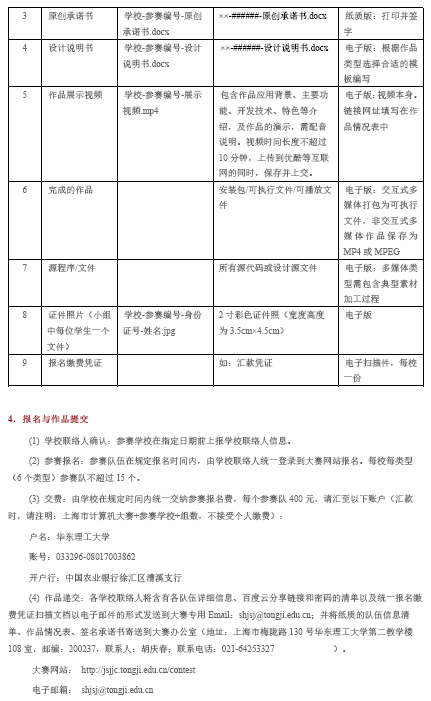 3 原创承诺书 学校-参赛编号-原创承诺书.docx ××-######-原创承诺书.docx 纸质版：打印并签字
4 设计说明书 学校-参赛编号-设计说明书.docx ××-######-设计说明书.docx 电子版：根据作品类型选择合适的模板编写
5 作品展示视频 学校-参赛编号-展示视频.mp4 包含作品应用背景、主要功能、开发技术、特色等介绍，及作品的演示，需配音说明。视频时间长度不超过 10 分钟，上传到优酷等互联网的同时，保存并上交。 电子版：视频本身。链接网址填写在作品情况表中
6 完成的作品 安装包/可执行文件/可播放文件 电子版：交互式多媒体打包为可执行文件，非交互式多媒体作品保存为 MP4 或 MPEG
7 源程序/文件 所有源代码或设计源文件 电子版：多媒体类型需包含典型素材加工过程
8 证件照片（小组中每位学生一个文件） 学校-参赛编号-身份证号-姓名.jpg 2 寸彩色证件照（宽度高度为 3.5cm×4.5cm） 电子版
9 报名缴费凭证 如：汇款凭证 电子扫描件，每校一份
4．报名与作品提交
(1) 学校联络人确认：参赛学校在指定日期前上报学校联络人信息。
(2) 参赛报名：参赛队伍在规定报名时间内，由学校联络人统一登录到大赛网站报名。每校每类型
（6 个类型）参赛队不超过 15 个。
(3) 交费：由学校在规定时间内统一交纳参赛报名费，每个参赛队 400 元，请汇至以下账户（汇款
时，请注明：上海市计算机大赛+参赛学校+组数，不接受个人缴费）：
户名：华东理工大学
账号：033296-08017003862
开户行：中国农业银行徐汇区漕溪支行
(4) 作品递交：各学校联络人将含有各队伍详细信息、百度云分享链接和密码的清单以及统一报名缴
费凭证扫描文档以电子邮件的形式发送到大赛专用 Email：shjsj@tongji.edu.cn；并将纸质的队伍信息清
单、作品情况表、签名承诺书寄送到大赛办公室（地址：上海市梅陇路 130 号华东理工大学第二教学楼
108 室，邮编：200237，联系人：胡庆春；联系电话：021-64253327 ）。
大赛网站： http://jsjjc.tongji.edu.cn/contest
电子邮箱： shjsj@tongji.edu.cn